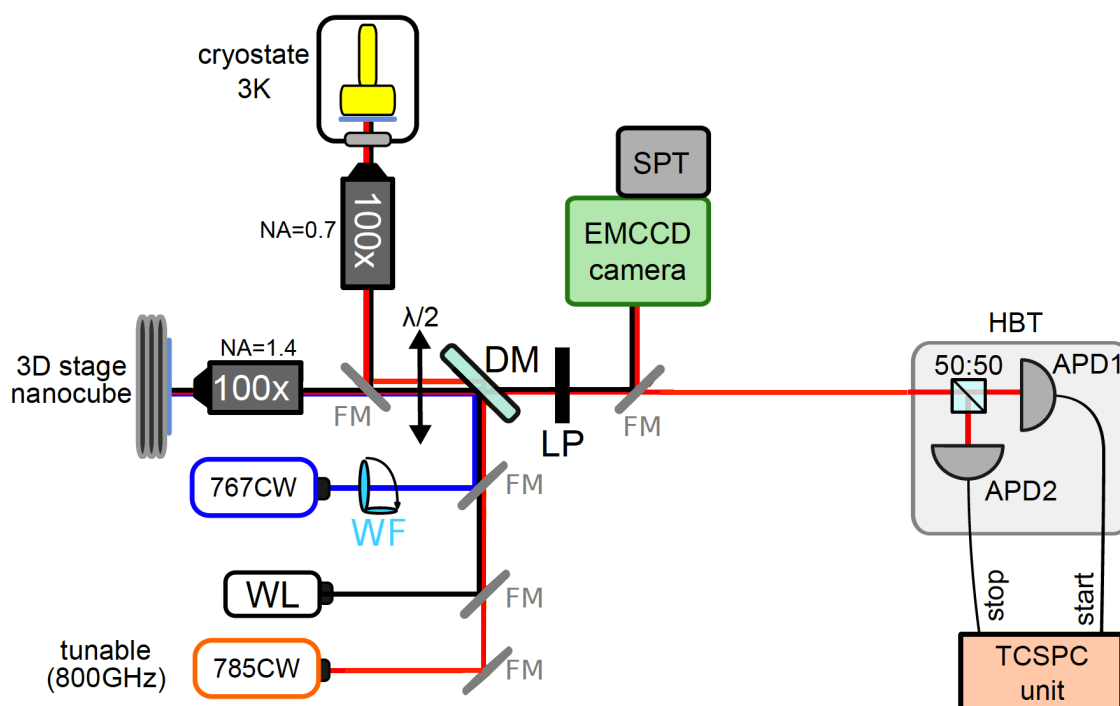 cryostate
3K
NA=0.7
100x
SPT
EMCCD
camera
λ/2
DM
HBT
50:50
APD1
3D stage
nanocube
NA=1.4
100x
FM
LP
FM
APD2
767CW
WF
FM
stop
start
WL
FM
tunable
(800GHz)
785CW
FM
TCSPC
unit